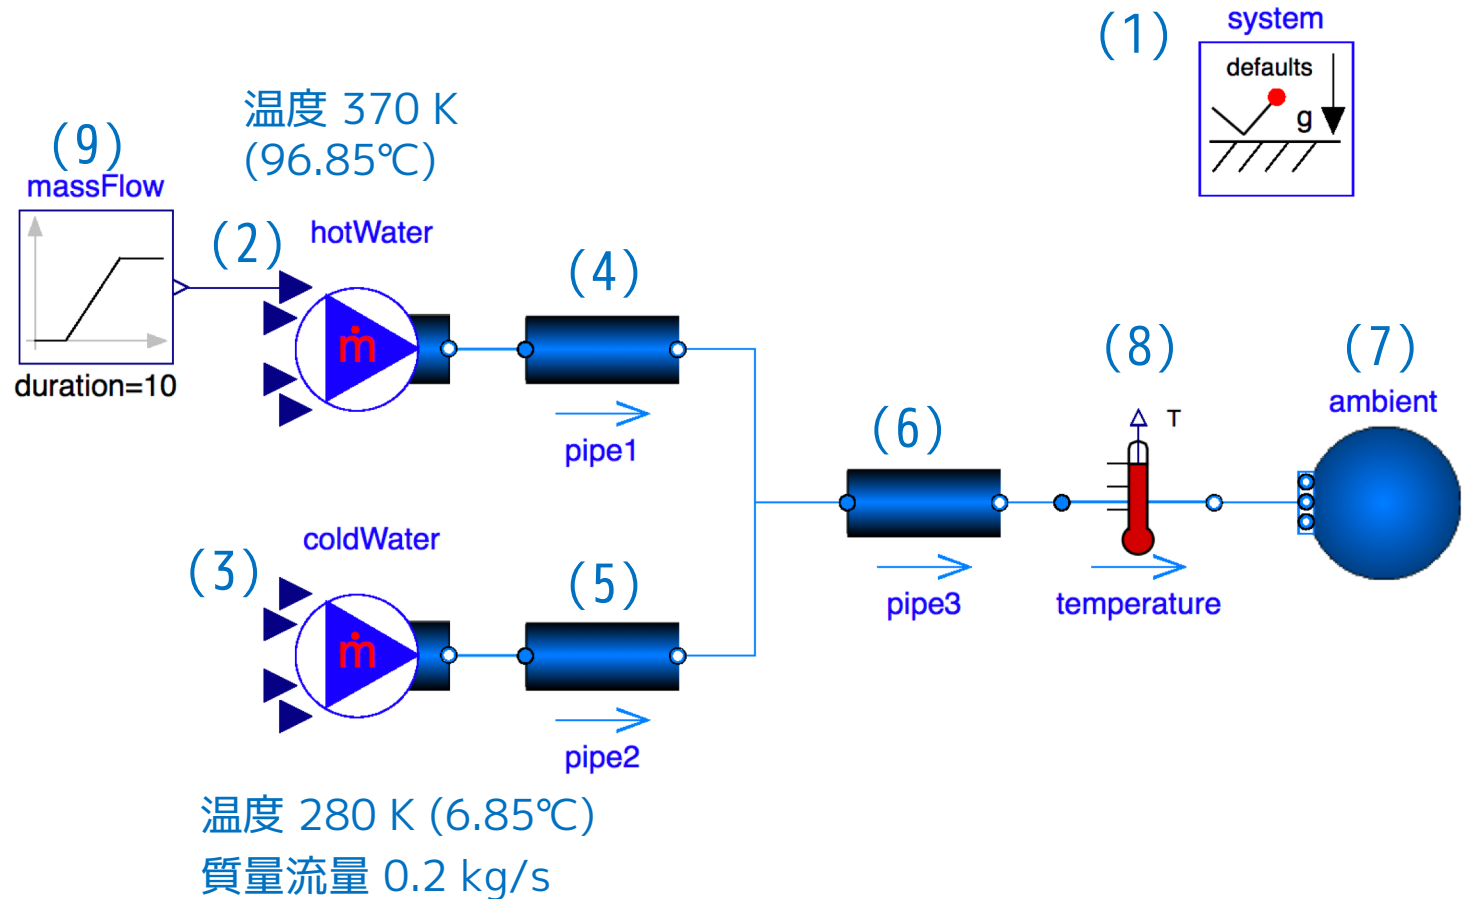 (1)
system
defaults
g
温度 370 K
(96.85℃)
(9)
massFlow
duration=10
(2)
hotWater
ṁ
(4)
pipe1
(3)
coldWater
ṁ
(5)
pipe2
(6)
pipe3
(8)
T
temperature
(7)
ambient
温度 280 K (6.85℃)
質量流量 0.2 kg/s